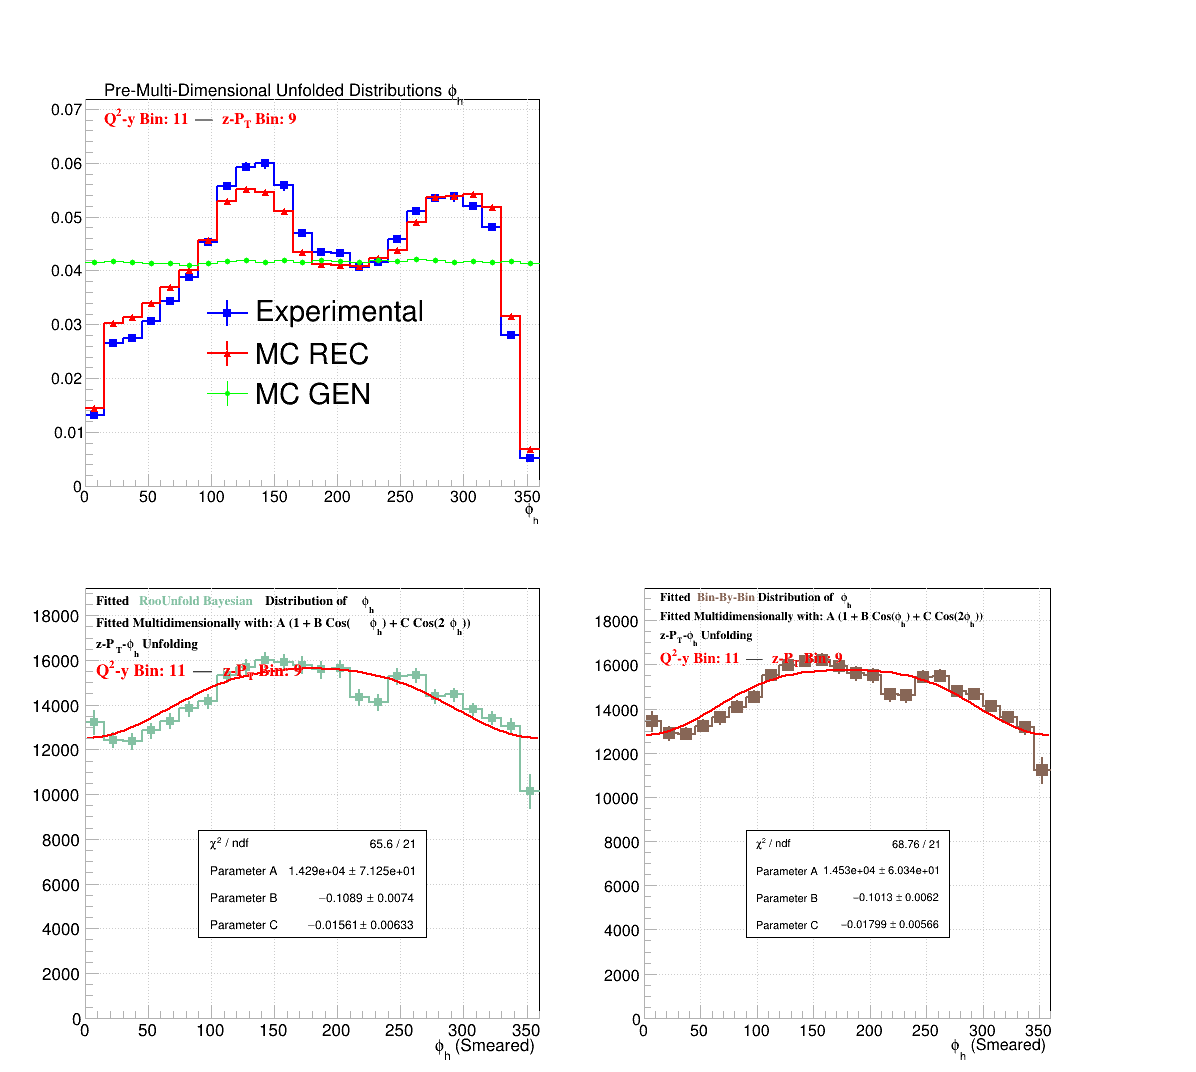 Pre-Multi-Dimensional Unfolded Distributions ϕh
Q²-y Bin: 11 — z-PT Bin: 9
0.07
0.06
0.05
0.04
0.03
0.02
0.01
0
Experimental
MC REC
MC GEN
0 50 100 150 200 250 300 350
ϕh
Fitted RooUnfold Bayesian Distribution of ϕh
Fitted Multidimensionally with: A (1 + B Cos( ϕh) + C Cos(2 ϕh))
z-PT-ϕh Unfolding
Q²-y Bin: 11 — z-PT Bin: 9
18000
16000
14000
12000
10000
8000
6000
4000
2000
0
χ² / ndf 65.6 / 21
Parameter A 1.429e+04 ± 7.125e+01
Parameter B −0.1089 ± 0.0074
Parameter C −0.01561 ± 0.00633
0 50 100 150 200 250 300 350
ϕh (Smeared)
Fitted Bin-By-Bin Distribution of ϕh
Fitted Multidimensionally with: A (1 + B Cos(ϕh) + C Cos(2ϕh))
z-PT-ϕh Unfolding
Q²-y Bin: 11 — z-PT Bin: 9
18000
16000
14000
12000
10000
8000
6000
4000
2000
0
χ² / ndf 68.76 / 21
Parameter A 1.453e+04 ± 6.034e+01
Parameter B −0.1013 ± 0.0062
Parameter C −0.01799 ± 0.00566
0 50 100 150 200 250 300 350
ϕh (Smeared)